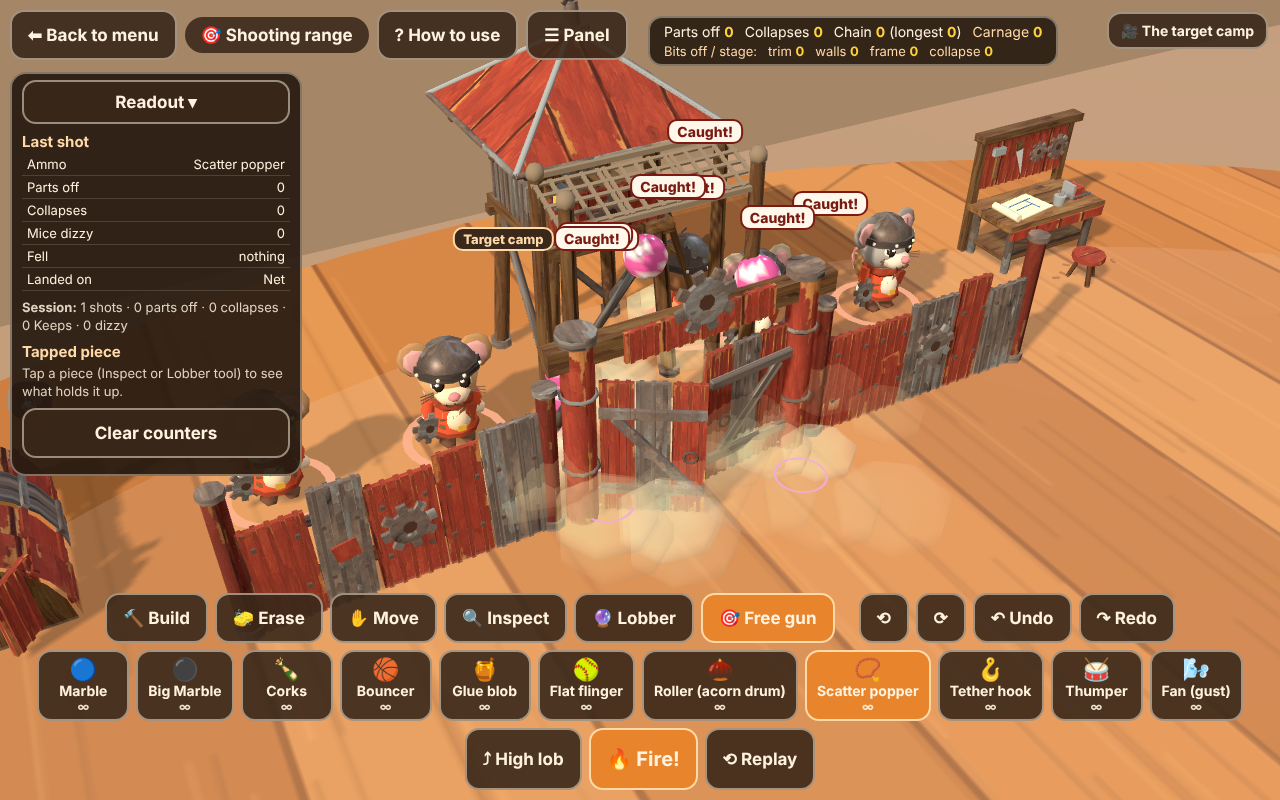 ⬅ Back to menu
🎯 Shooting range
? How to use
☰ Panel
Parts off 0 Collapses 0 Chain 0 (longest 0) Carnage 0
Bits off / stage: trim 0 walls 0 frame 0 collapse 0
🎥 The target camp
Readout ▾
Last shot
Ammo Scatter popper
Parts off 0
Collapses 0
Mice dizzy 0
Fell nothing
Landed on Net
Session: 1 shots · 0 parts off · 0 collapses ·
0 Keeps · 0 dizzy
Tapped piece
Tap a piece (Inspect or Lobber tool) to see
what holds it up.
Clear counters
Caught!
Caught!
Caught!
Caught!
Target camp
Caught!
🔨 Build
🧽 Erase
✋ Move
🔍 Inspect
🔮 Lobber
🎯 Free gun
⟲
⟳
↶ Undo
↷ Redo
Marble
∞
Big Marble
∞
Corks
∞
Bouncer
∞
Glue blob
∞
Flat flinger
∞
Roller (acorn drum)
∞
Scatter popper
∞
Tether hook
∞
Thumper
∞
Fan (gust)
∞
⤴ High lob
🔥 Fire!
⟲ Replay